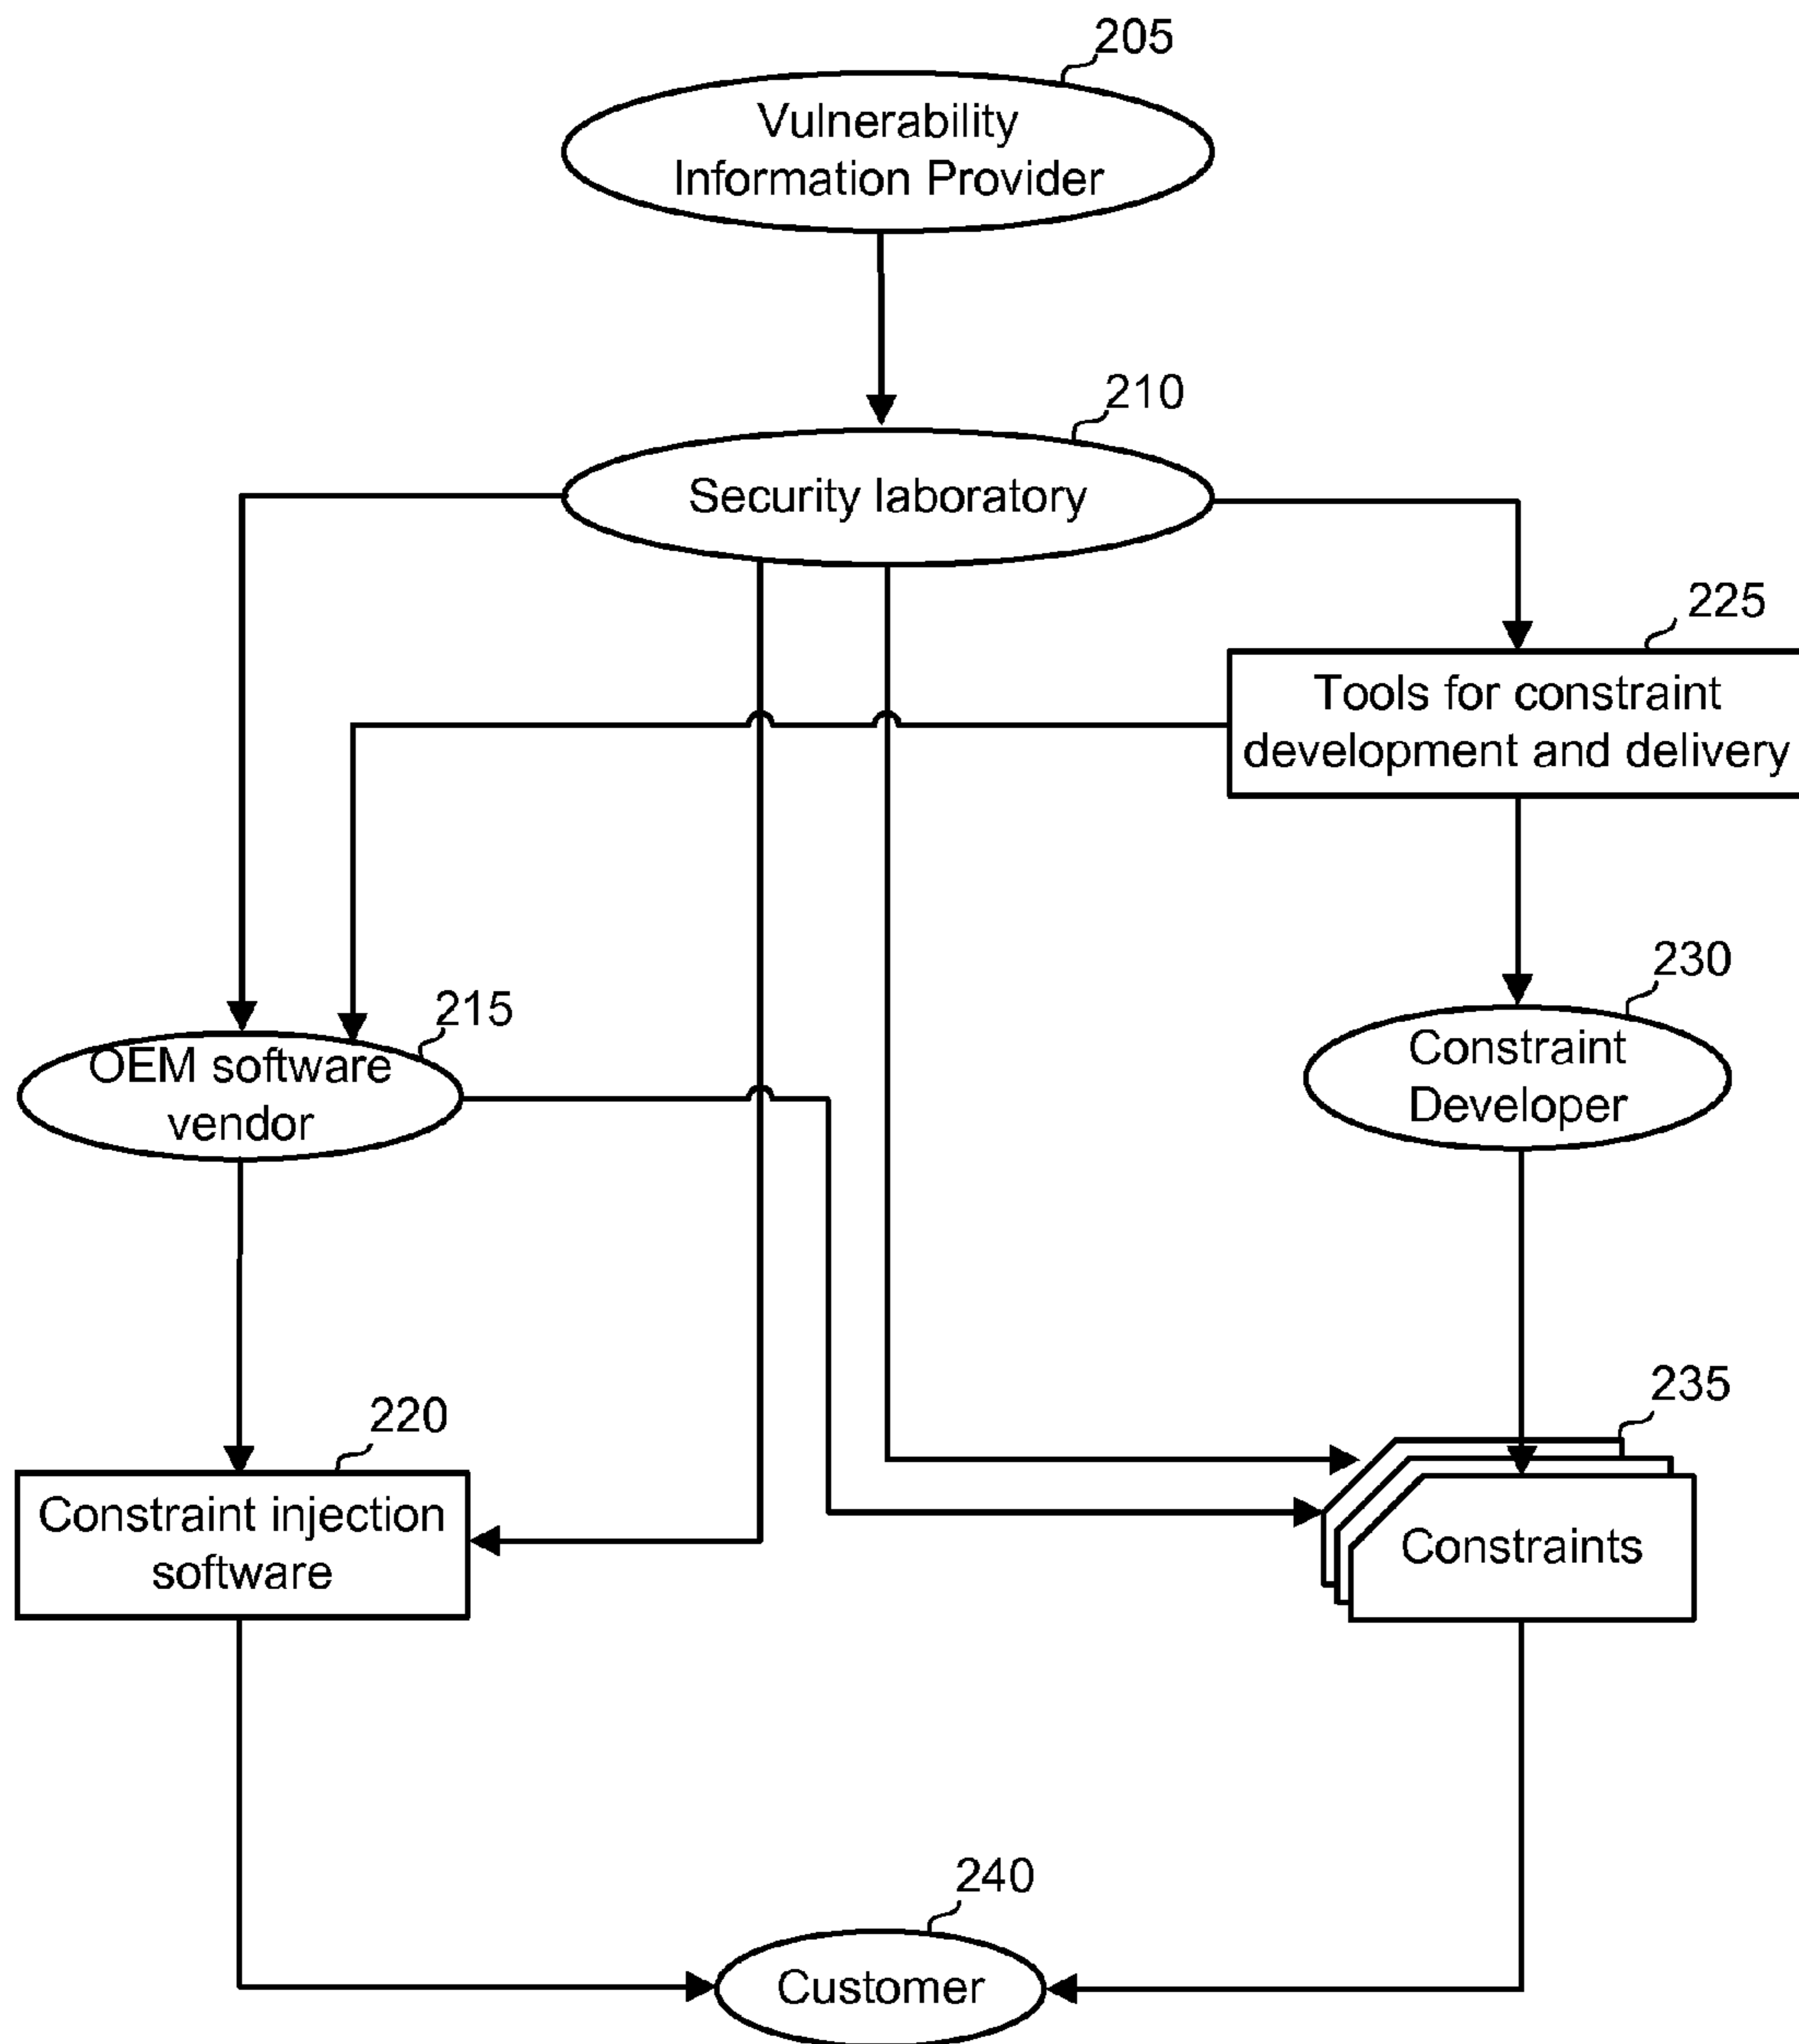 205
Vulnerability
Information Provider
210
Security laboratory
225
Tools for constraint
development and delivery
230
Constraint
Developer
215
OEM software
vendor
235
Constraints
220
Constraint injection
software
240
Customer